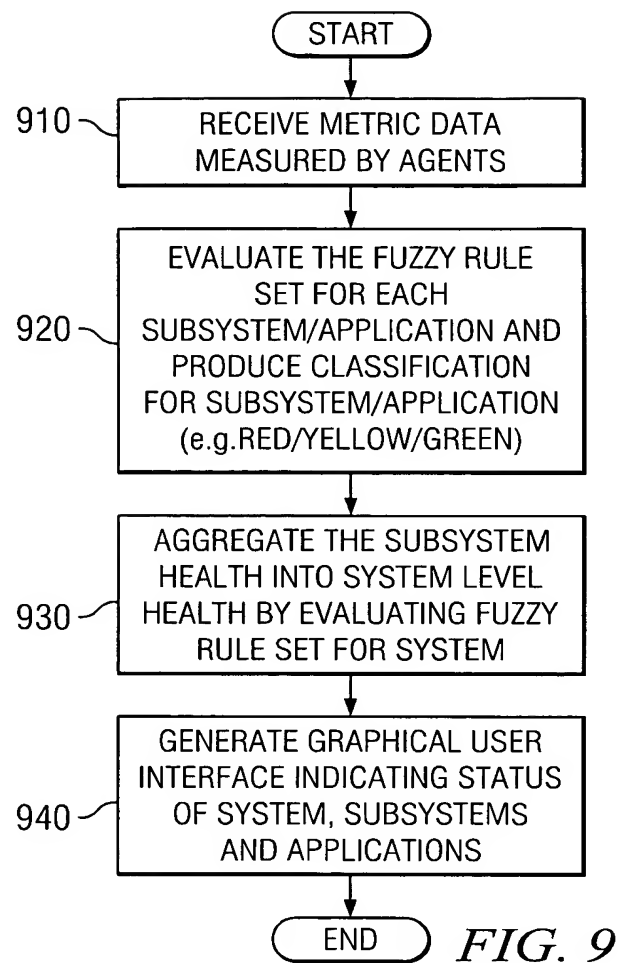 START
910
RECEIVE METRIC DATA
MEASURED BY AGENTS
920
EVALUATE THE FUZZY RULE
SET FOR EACH
SUBSYSTEM/APPLICATION AND
PRODUCE CLASSIFICATION
FOR SUBSYSTEM/APPLICATION
(e.g.RED/YELLOW/GREEN)
930
AGGREGATE THE SUBSYSTEM
HEALTH INTO SYSTEM LEVEL
HEALTH BY EVALUATING FUZZY
RULE SET FOR SYSTEM
940
GENERATE GRAPHICAL USER
INTERFACE INDICATING STATUS
OF SYSTEM, SUBSYSTEMS
AND APPLICATIONS
END
FIG. 9